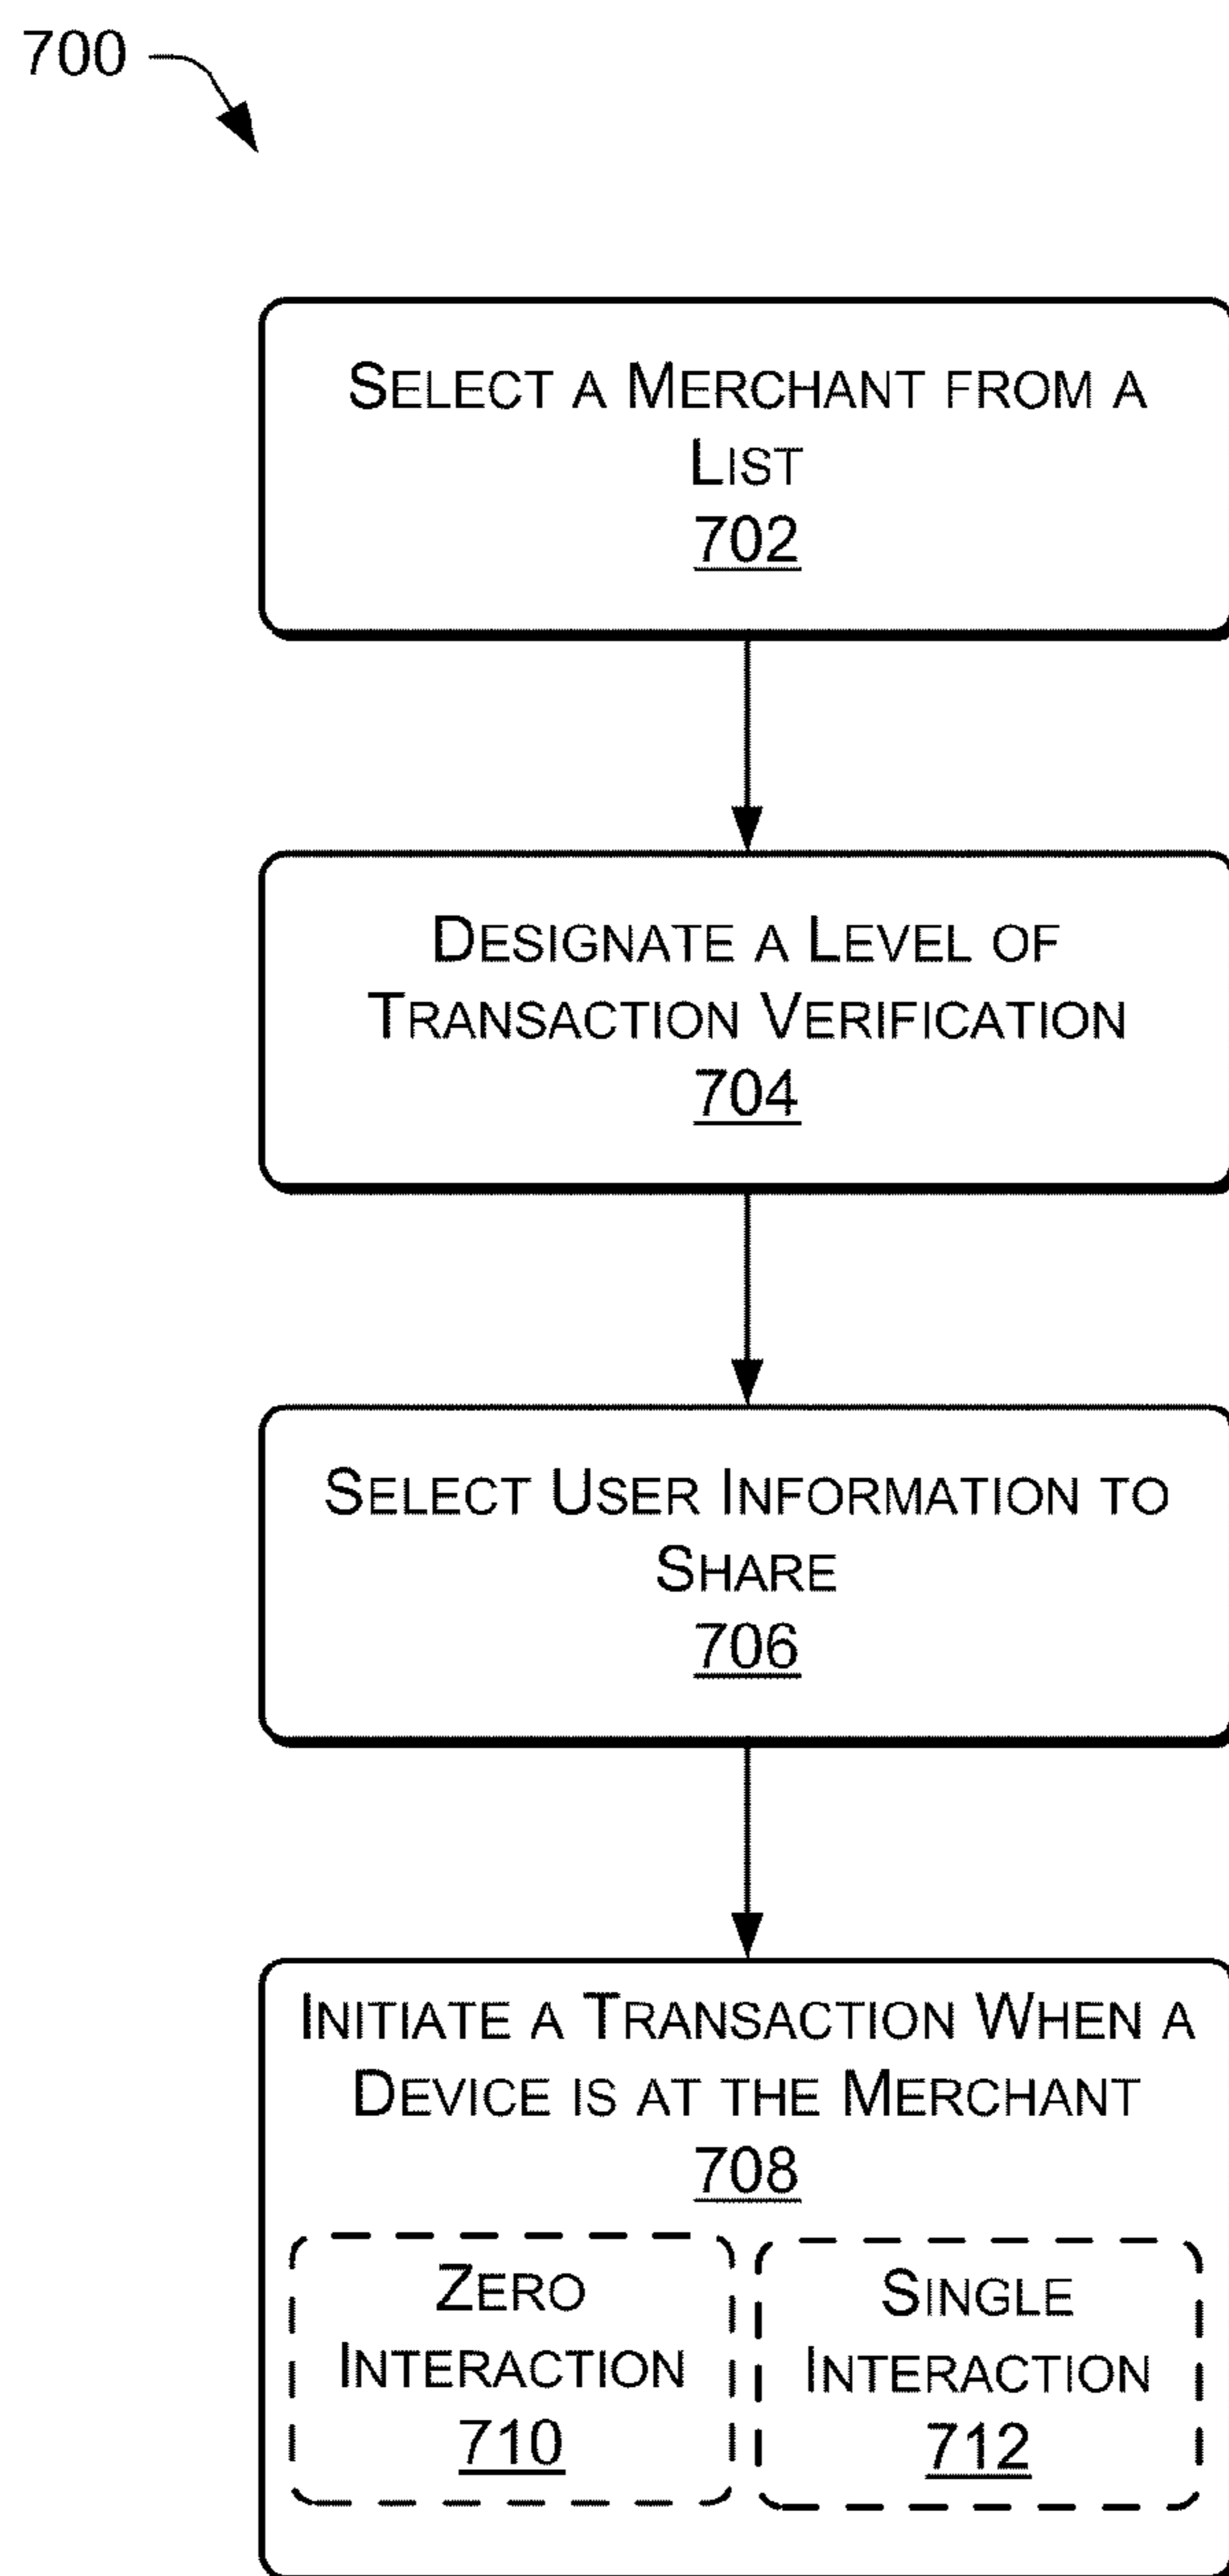 700
SELECT A MERCHANT FROM A
LIST
702
DESIGNATE A LEVEL OF
TRANSACTION VERIFICATION
704
SELECT USER INFORMATION TO
SHARE
706
INITIATE A TRANSACTION WHEN A
DEVICE IS AT THE MERCHANT
708
ZERO
INTERACTION
710
SINGLE
INTERACTION
712